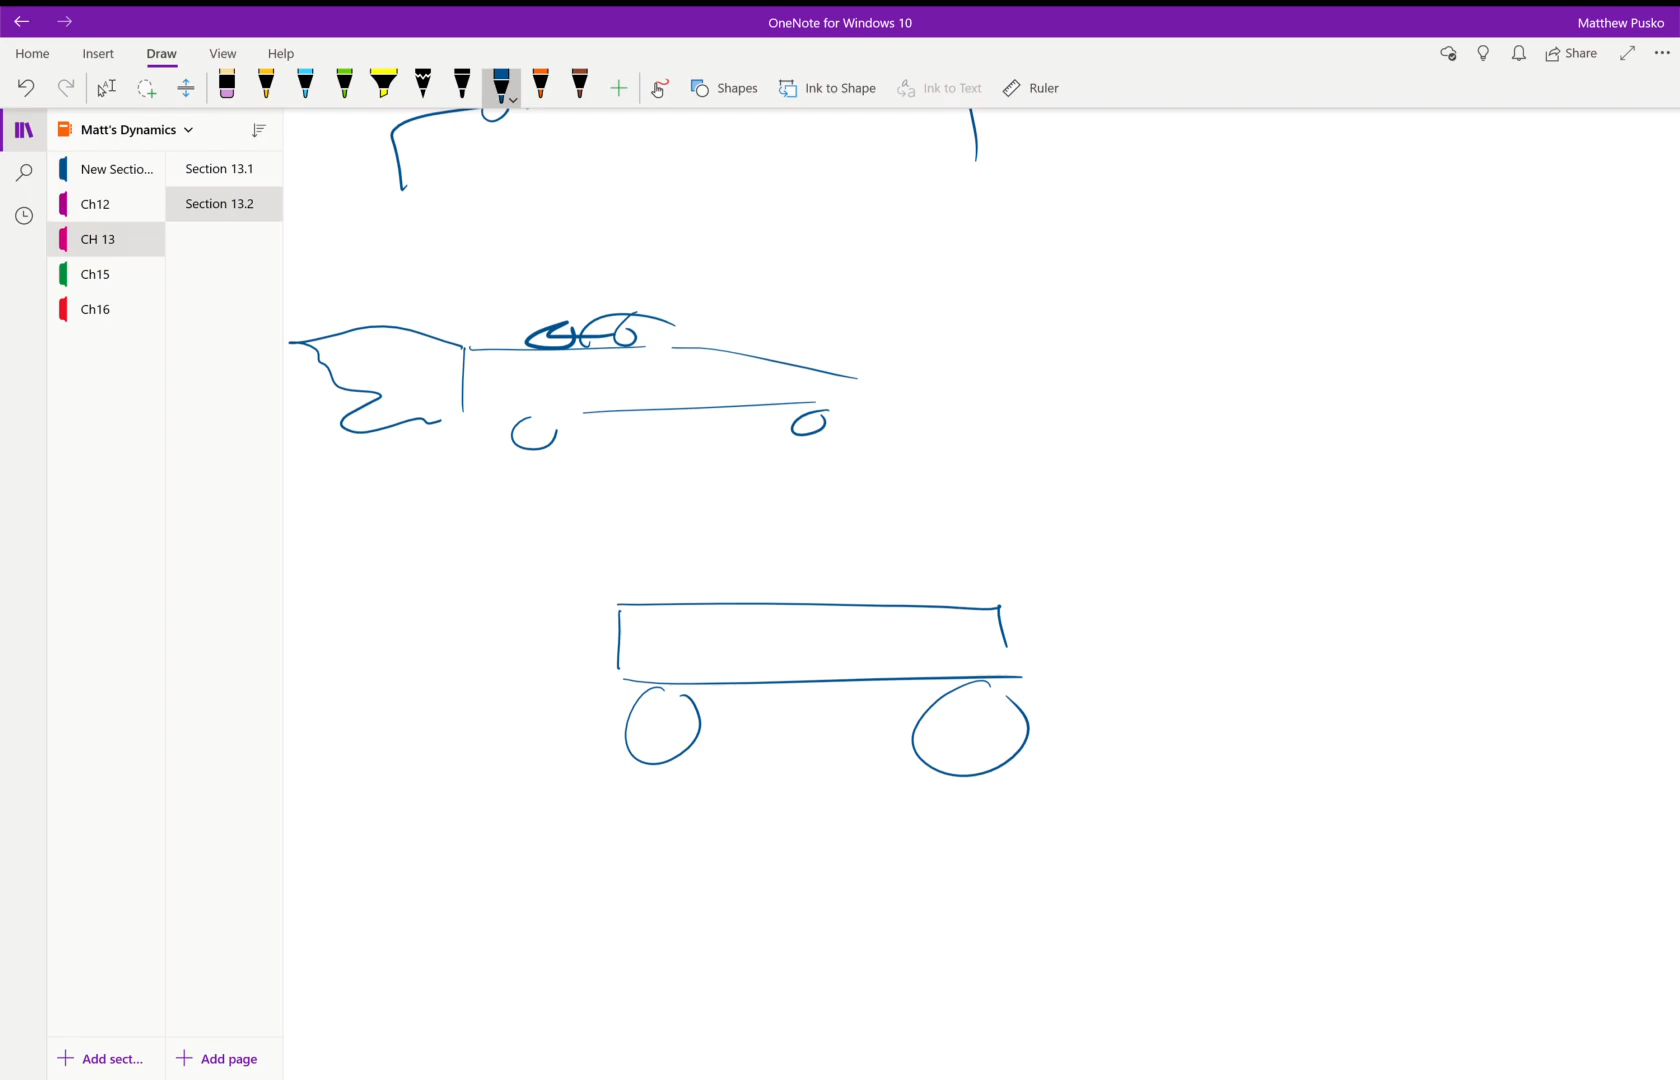 OneNote for Windows 10
Matthew Pusko
Home Insert Draw View Help
Share
Shapes Ink to Shape Ink to Text Ruler
Matt's Dynamics
New Sectio...
Ch12
CH 13
Ch15
Ch16
Section 13.1
Section 13.2
Add sect...
Add page